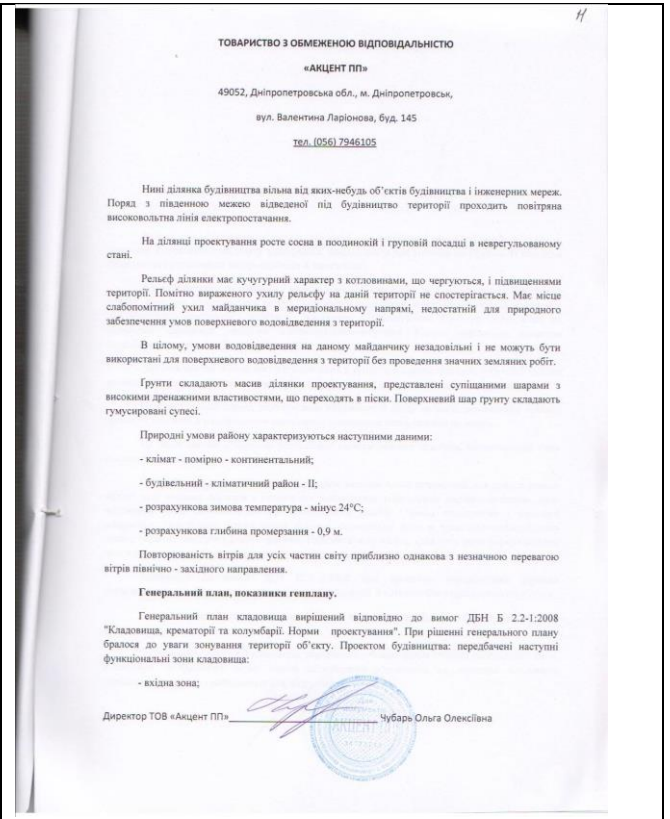 ТОВАРИСТВО З ОБМЕЖЕНОЮ ВІДПОВІДАЛЬНІСТЮ
«АКЦЕНТ ПП»
49052, Дніпропетровська обл., м. Дніпропетровськ,
вул. Валентина Ларіонова, буд. 145
тел. (056) 7946105
Нині ділянка будівництва вільна від яких-небудь об’єктів будівництва і інженерних мереж.
Поряд з південною межею відведеної під будівництво території проходить повітряна
високовольтна лінія електропостачання.
На ділянці проектування росте сосна в поодинокій і груповій посадці в неврегульованому
стані.
Рельєф ділянки має кучугурний характер з котловинами, що чергуються, і підвищеннями
території. Помітно вираженого ухилу рельєфу на даній території не спостерігається. Має місце
слабопомітний ухил майданчика в меридіональному напрямі, недостатній для природного
забезпечення умов поверхневого водовідведення з території.
В цілому, умови водовідведення на даному майданчику незадовільні і не можуть бути
використані для поверхневого водовідведення з території без проведення значних земляних робіт.
Ґрунти складають масив ділянки проектування, представлені супіщаними шарами з
високими дренажними властивостями, що переходять в піски. Поверхневий шар ґрунту складають
гумусировані супесі.
Природні умови району характеризуються наступними даними:
- клімат - помірно - континентальний;
- будівельний - кліматичний район - II;
- розрахункова зимова температура - мінус 24°С;
- розрахункова глибина промерзання - 0,9 м.
Повторюваність вітрів для усіх частин світу приблизно однакова з незначною перевагою
вітрів північно - західного направлення.
Генеральний план, показники генплану.
Генеральний план кладовища вирішений відповідно до вимог ДБН Б 2.2-1:2008
"Кладовища, крематорії та колумбарії. Норми проектування". При рішенні генерального плану
бралося до уваги зонування території об’єкту. Проектом будівництва: передбачені наступні
функціональні зони кладовища:
- вхідна зона;
Директор ТОВ «Акцент ПП» Чубарь Ольга Олексіївна
АКЦЕНТ